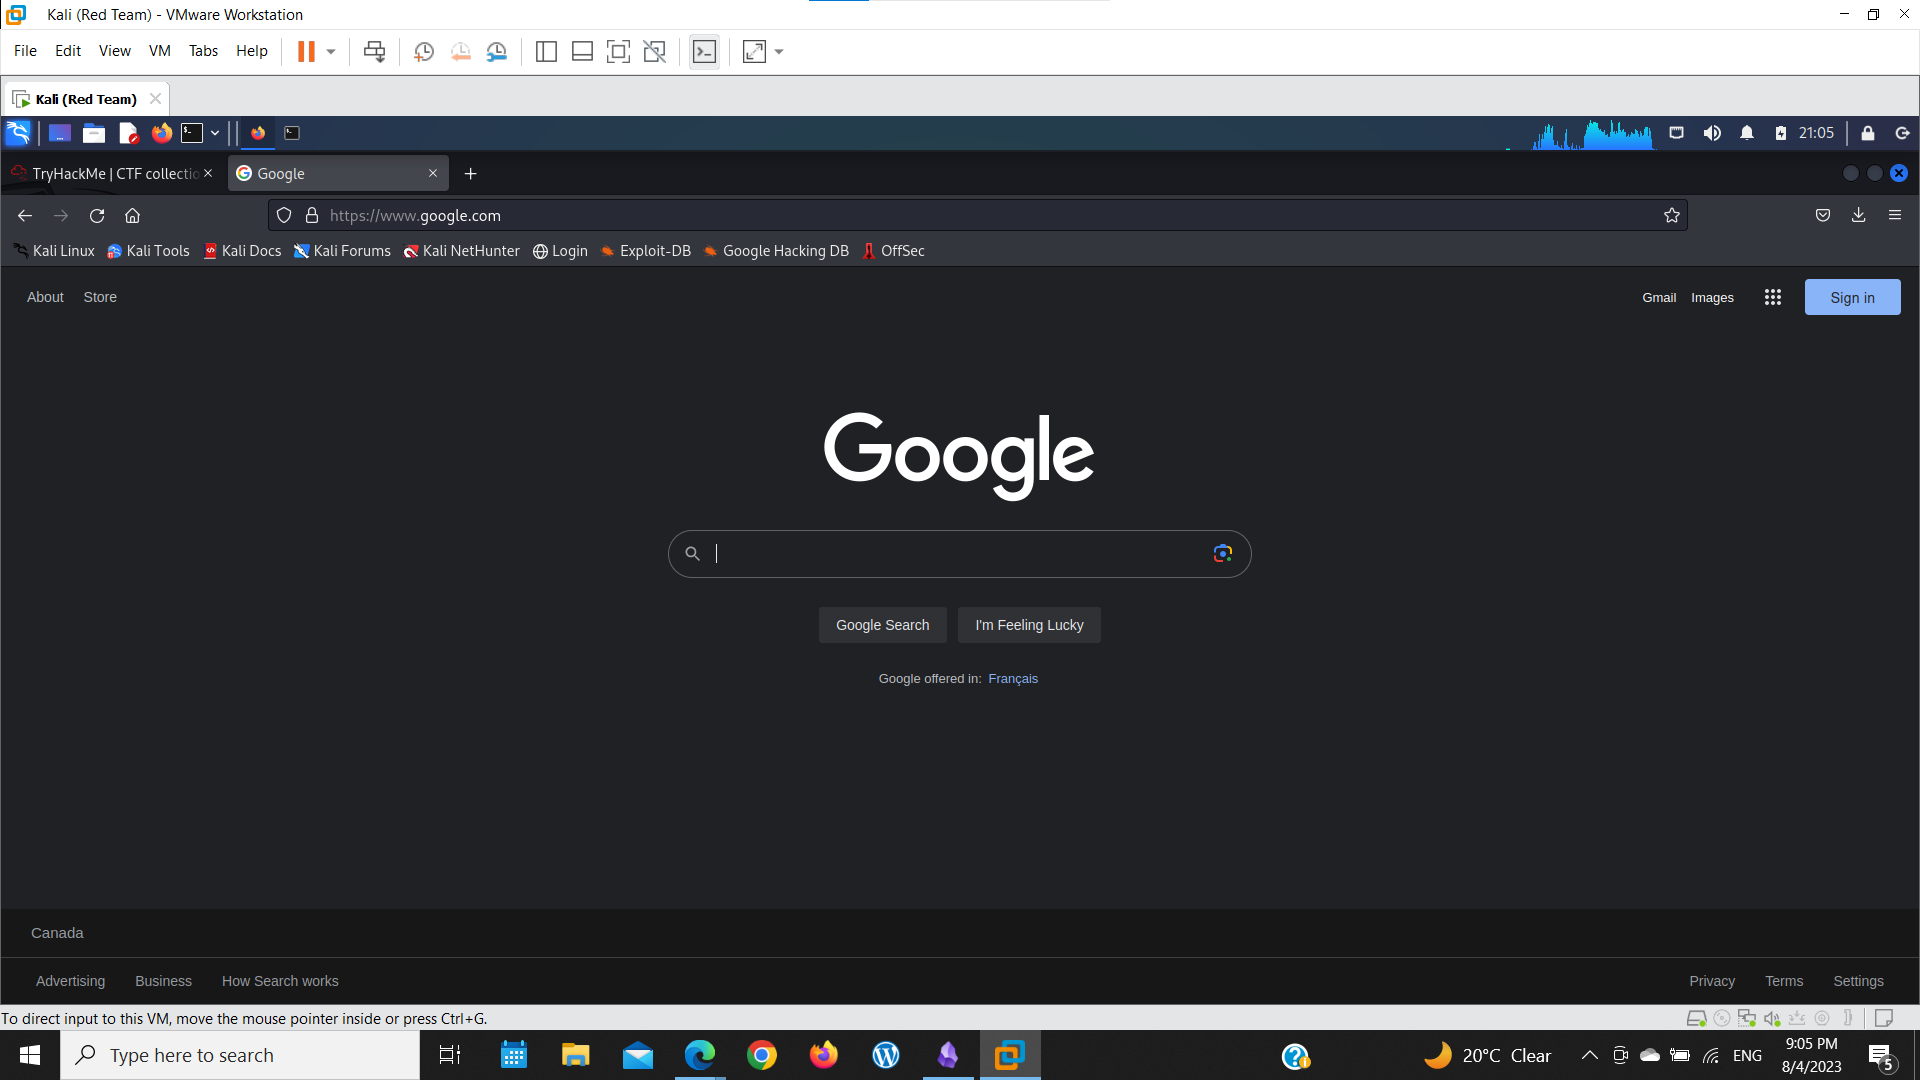 Kali (Red Team) - VMware Workstation
File Edit View VM Tabs Help
Kali (Red Team)
21:05
TryHackMe | CTF collectio
Google
https://www.google.com
Kali Linux Kali Tools Kali Docs Kali Forums Kali NetHunter Login Exploit-DB Google Hacking DB OffSec
About Store Gmail Images Sign in
Google
Google Search I'm Feeling Lucky
Google offered in: Français
Canada
Advertising Business How Search works Privacy Terms Settings
To direct input to this VM, move the mouse pointer inside or press Ctrl+G.
Type here to search
20°C Clear
ENG
9:05 PM
8/4/2023
5